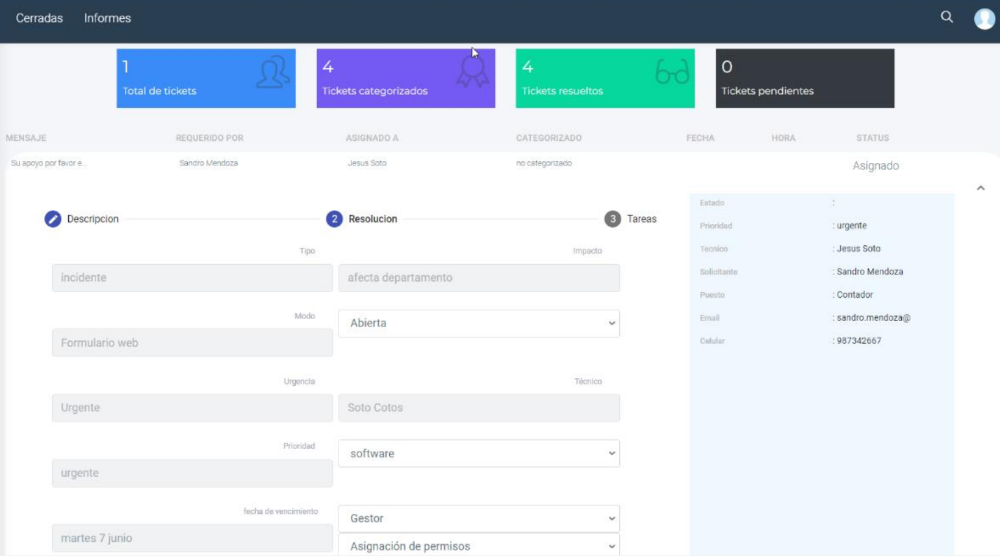 Cerradas Informes
1 4 4 0
Total de tickets Tickets categorizados Tickets resueltos Tickets pendientes
MENSAJE REQUERIDO POR ASIGNADO A CATEGORIZADO FECHA HORA STATUS
Su apoyo por favor e... Sandro Mendoza Jesus Soto no categorizado Asignado
Descripcion 2 Resolucion 3 Tareas
Tipo Impacto
incidente afecta departamento
Modo
Abierta
Formulario web
Urgencia Técnico
Urgente Soto Cotos
Prioridad
software
urgente
fecha de vencimiento
Gestor
martes 7 junio
Asignación de permisos
Estado :
Prioridad : urgente
Tecnico : Jesus Soto
Solicitante : Sandro Mendoza
Puesto : Contador
Email : sandro.mendoza@
Celular : 987342667